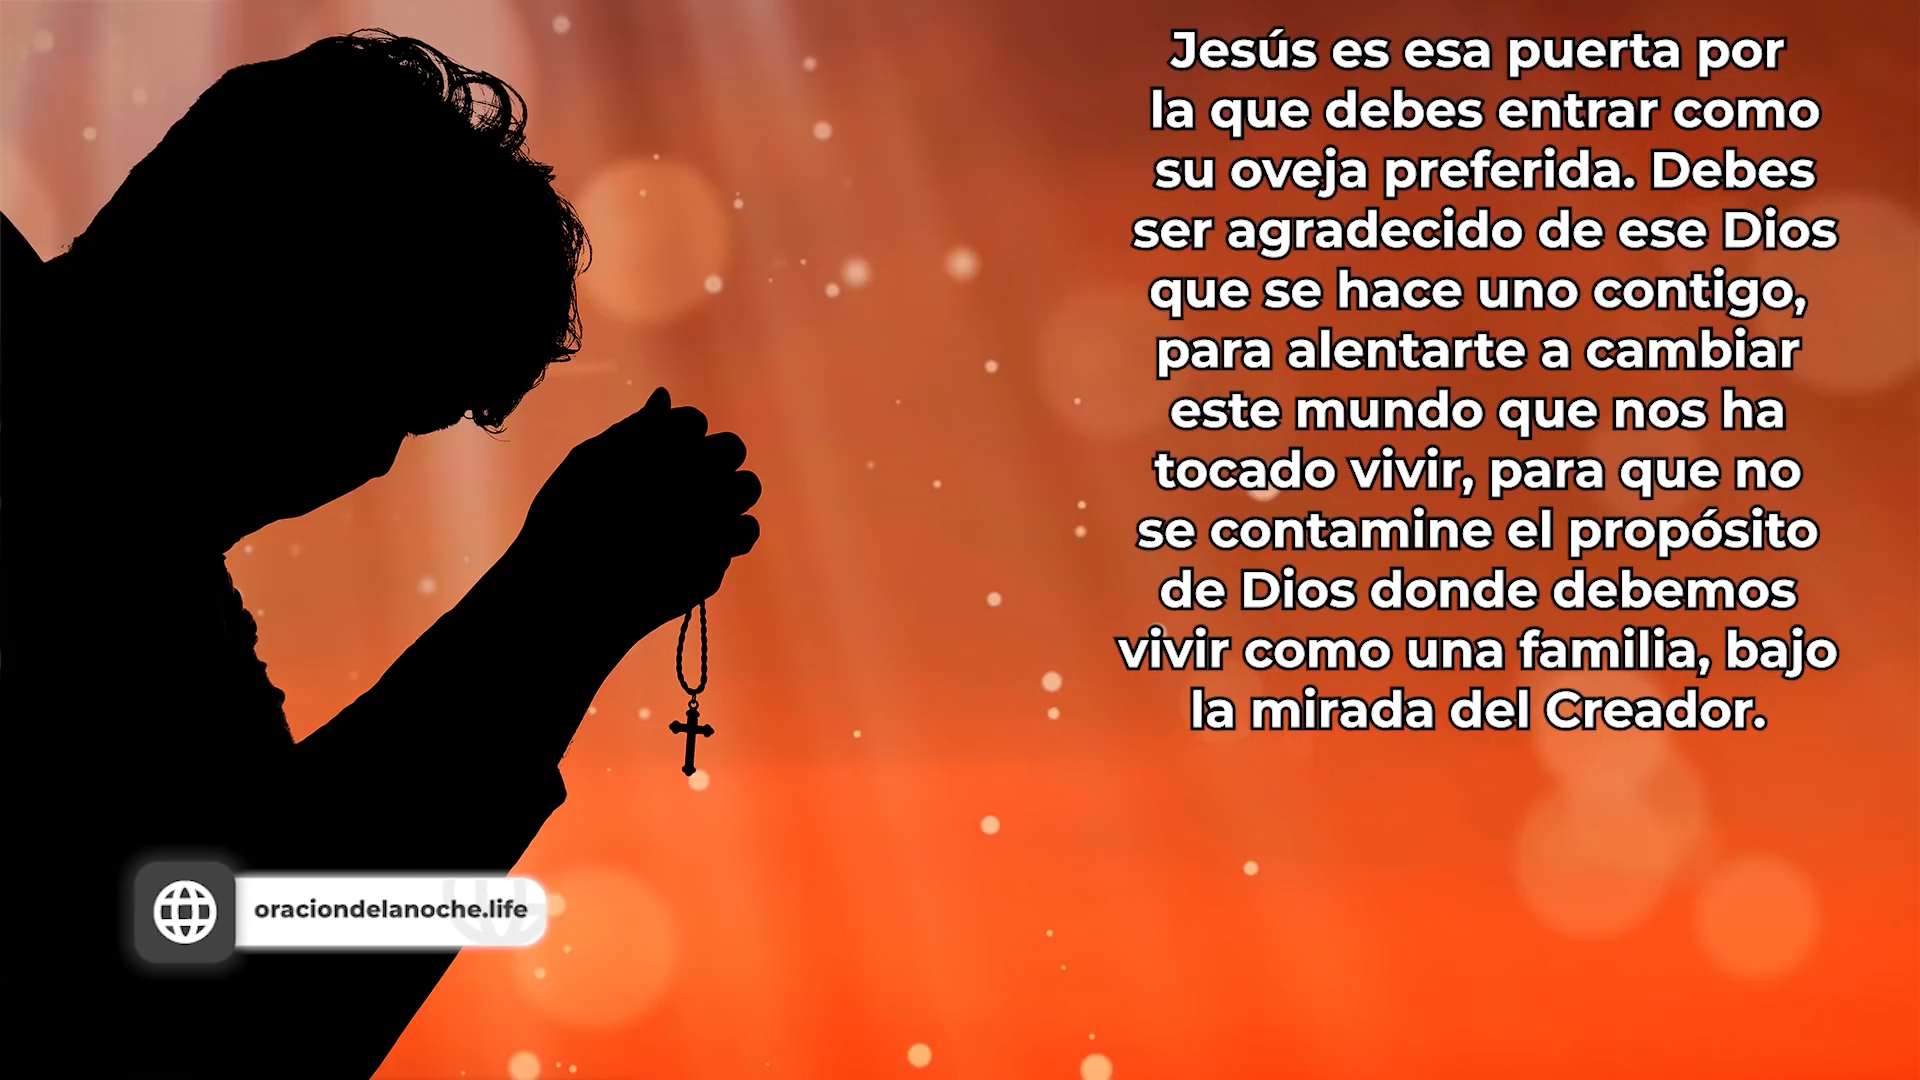 Jesús es esa puerta por
la que debes entrar como
su oveja preferida. Debes
ser agradecido de ese Dios
que se hace uno contigo,
para alentarte a cambiar
este mundo que nos ha
tocado vivir, para que no
se contamine el propósito
de Dios donde debemos
vivir como una familia, bajo
la mirada del Creador.
oraciondelanoche.life